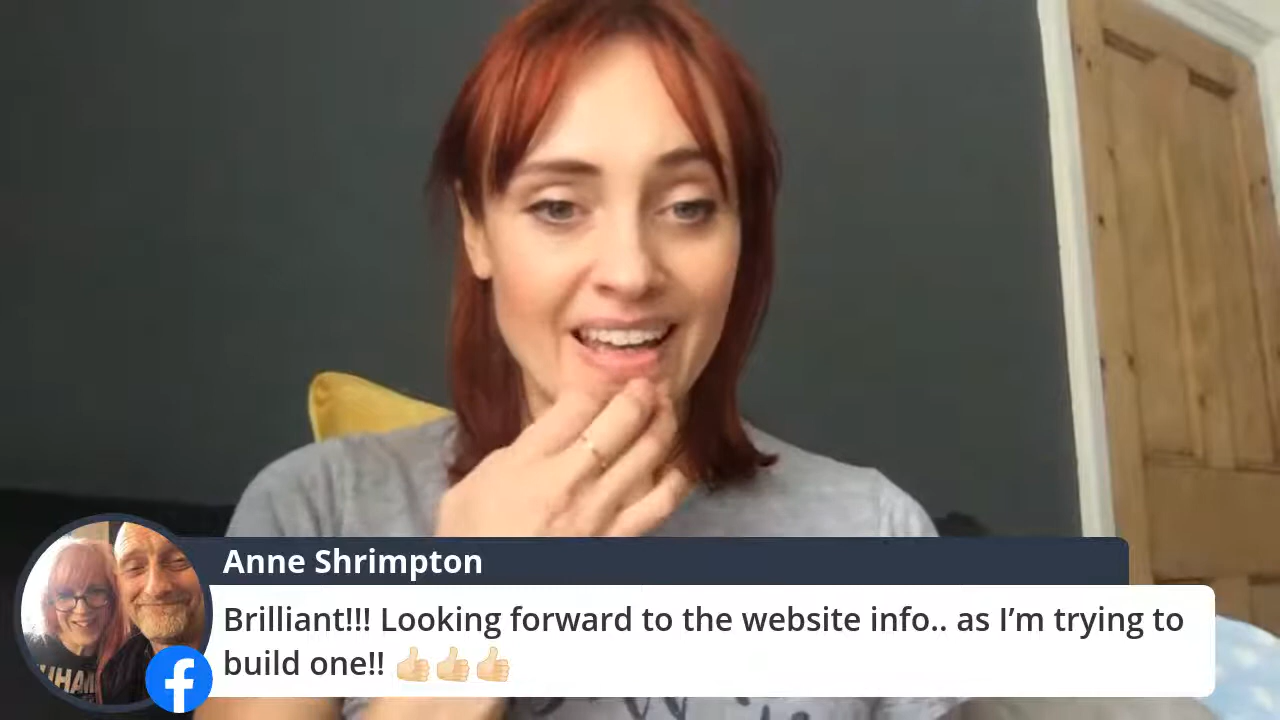 Anne Shrimpton
Brilliant!!! Looking forward to the website info.. as I’m trying to
build one!! 👍🏻👍🏻👍🏻